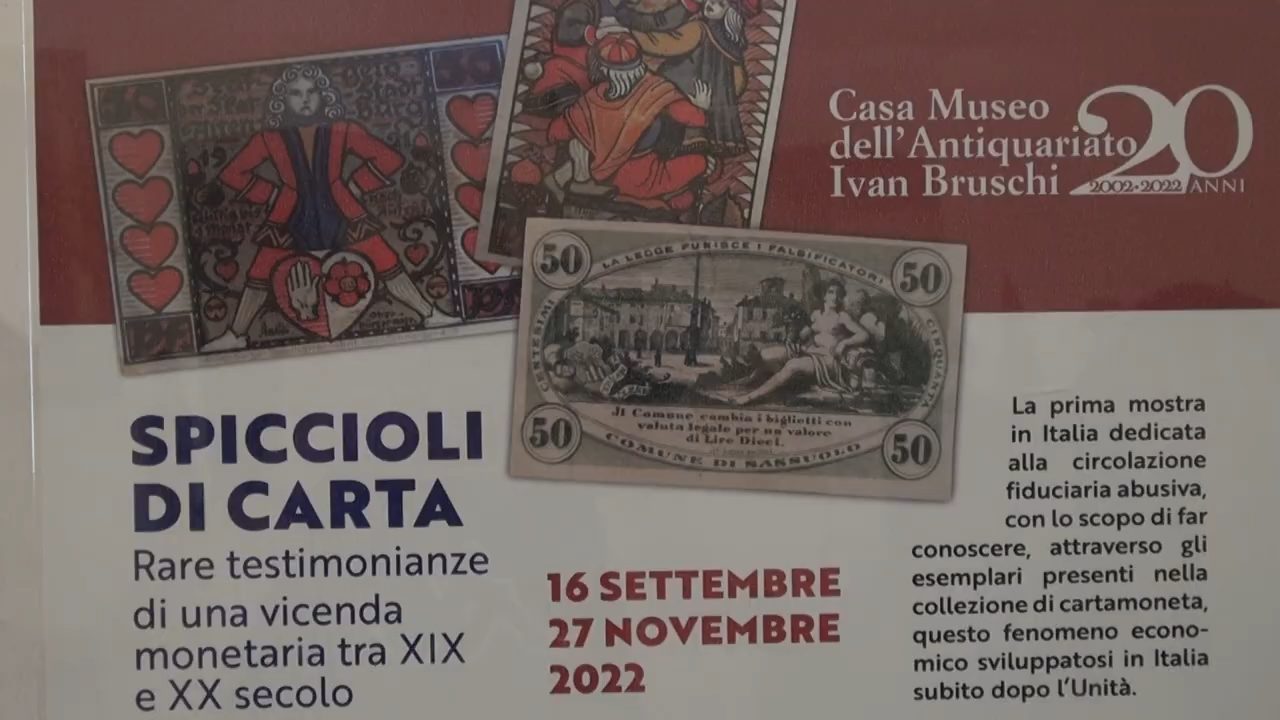 Casa Museo
dell'Antiquariato
Ivan Bruschi
20
2002•2022 ANNI
50
LA LEGGE PUNISCE I FALSIFICATORI
50
CENTESIMI
CINQUANTA
Il Comune cambia i biglietti con
valuta legale per un valore
di Lire Dieci.
50
COMUNE DI SASSUOLO
50
SPICCIOLI
DI CARTA
Rare testimonianze
di una vicenda
monetaria tra XIX
e XX secolo
16 SETTEMBRE
27 NOVEMBRE
2022
La prima mostra
in Italia dedicata
alla circolazione
fiduciaria abusiva,
con lo scopo di far
conoscere, attraverso gli
esemplari presenti nella
collezione di cartamoneta,
questo fenomeno econo-
mico sviluppatosi in Italia
subito dopo l'Unità.